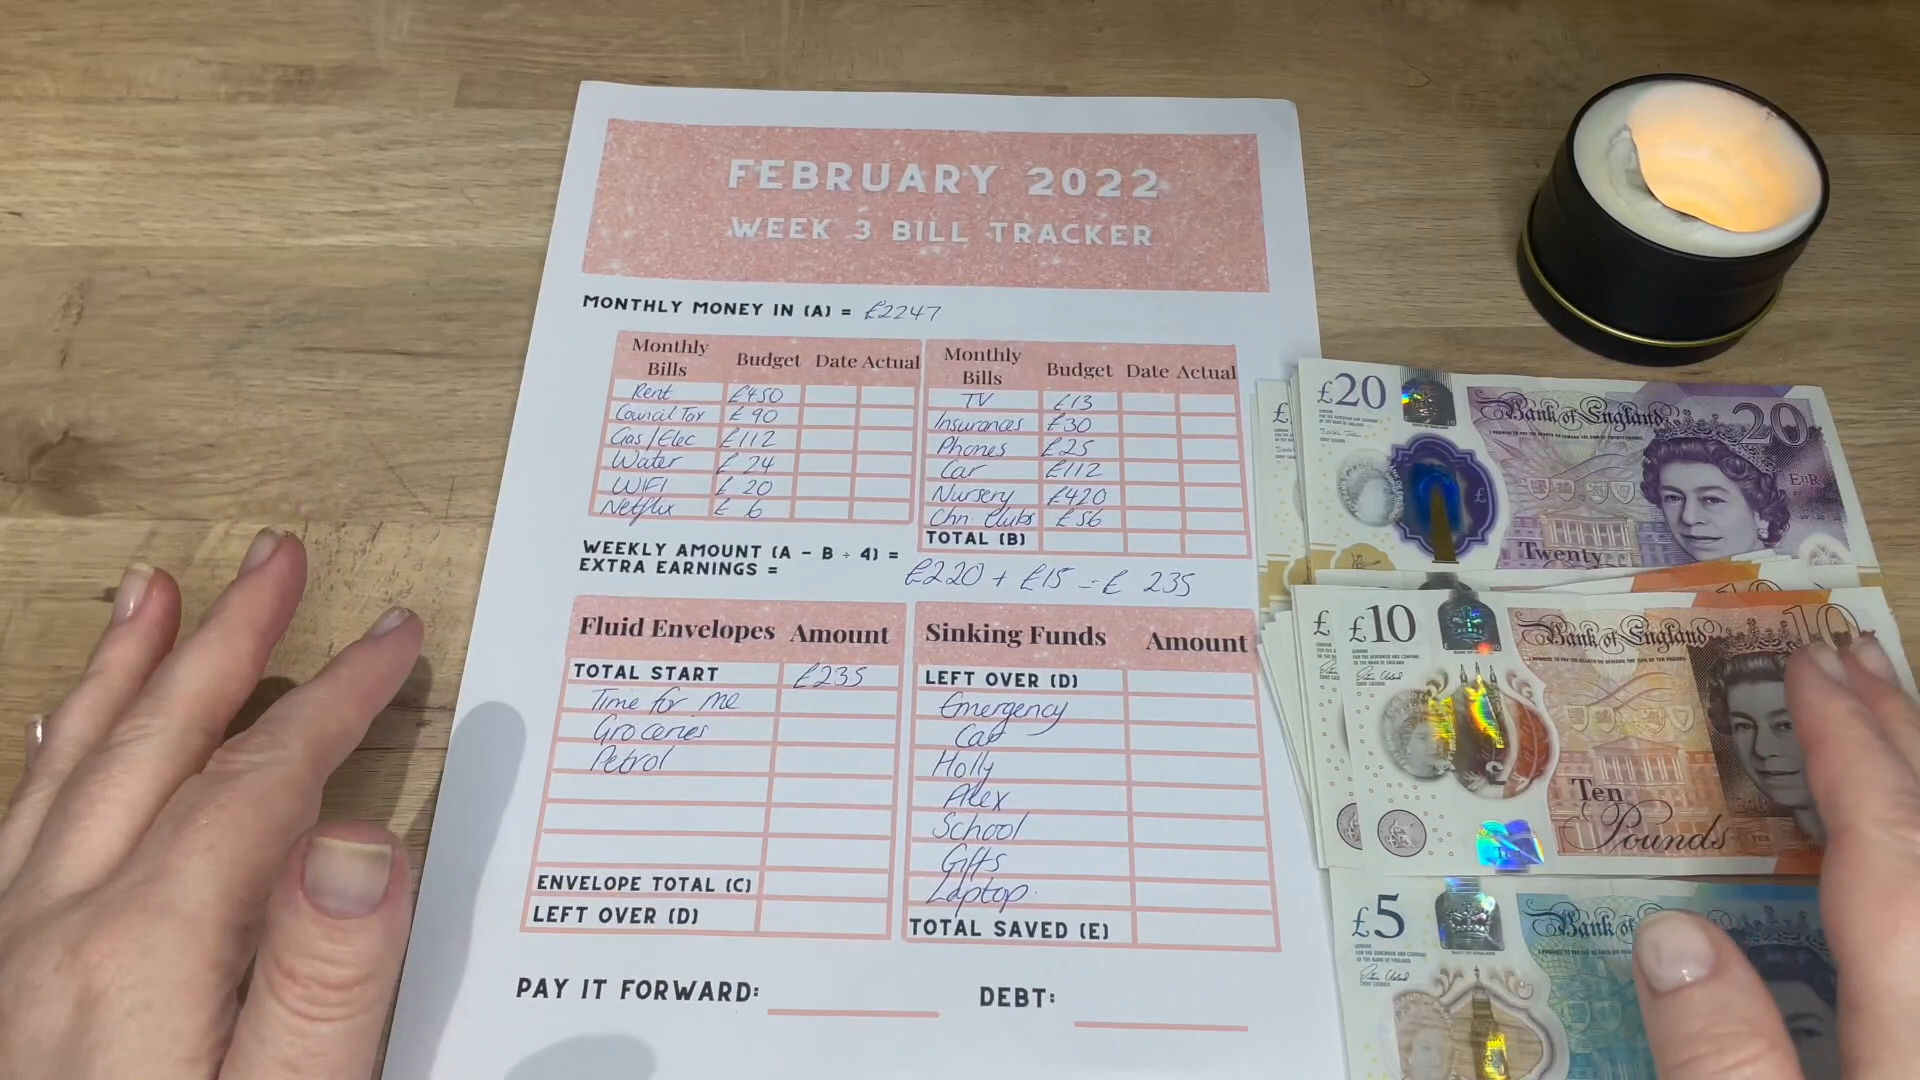 FEBRUARY 2022
WEEK 3 BILL TRACKER
MONTHLY MONEY IN (A) = £2247
Monthly Bills Budget Date Actual
Rent £450
Council Tax £90
Gas/Elec £112
Water £24
WIFI £20
Netflix £6
Monthly Bills Budget Date Actual
TV £13
Insurances £30
Phones £25
Car £112
Nursery £420
Chn. Clubs £56
TOTAL (B)
WEEKLY AMOUNT (A - B ÷ 4) =
EXTRA EARNINGS =
£220 + £15 = £235
Fluid Envelopes Amount
TOTAL START £235
Time for me
Groceries
Petrol
ENVELOPE TOTAL (C)
LEFT OVER (D)
Sinking Funds Amount
LEFT OVER (D)
Emergency
Car
Holly
Alex
School
Gifts
Laptop.
TOTAL SAVED (E)
PAY IT FORWARD:
DEBT:
£20 Bank of England 20
Twenty
£
£10 Bank of England 10
Ten
Pounds
£
£5 Bank of